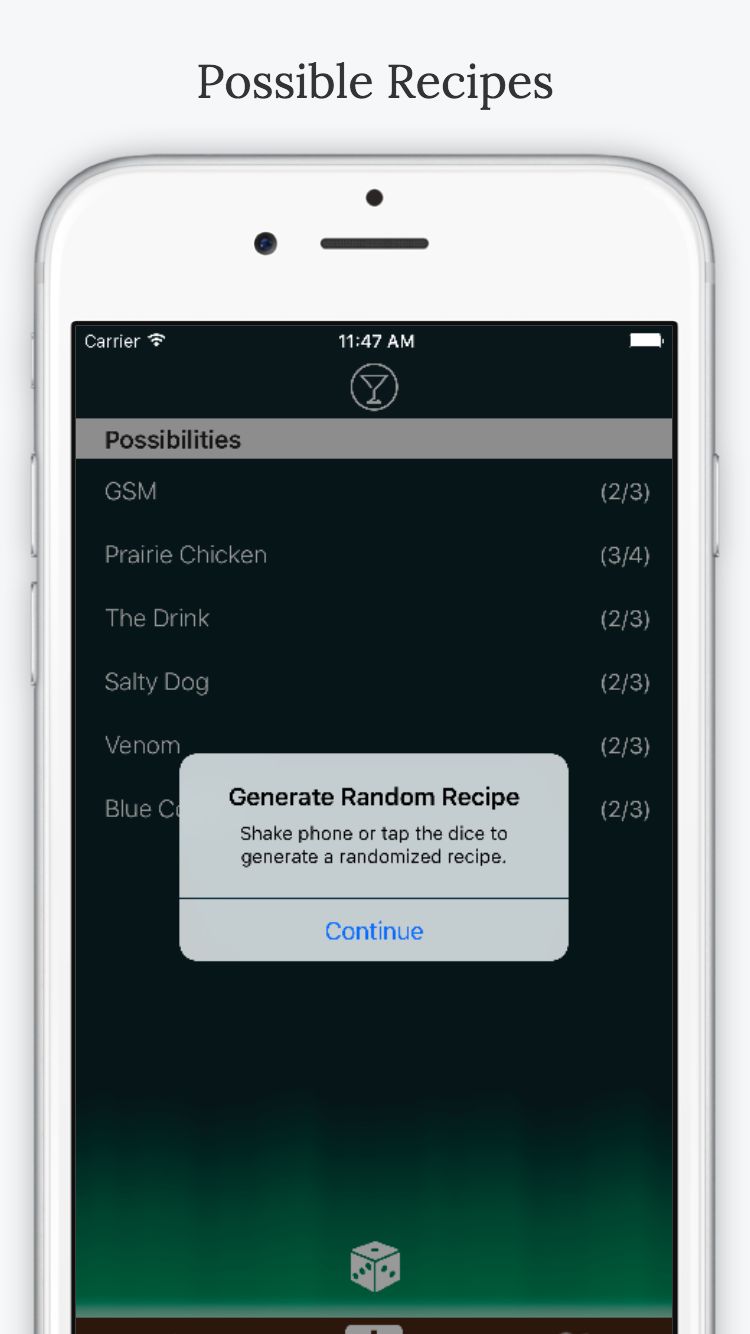 Possible Recipes
Carrier 11:47 AM
Possibilities
GSM (2/3)
Prairie Chicken (3/4)
The Drink (2/3)
Salty Dog (2/3)
Venom (2/3)
Blue (2/3)
Generate Random Recipe
Shake phone or tap the dice to
generate a randomized recipe.
Continue